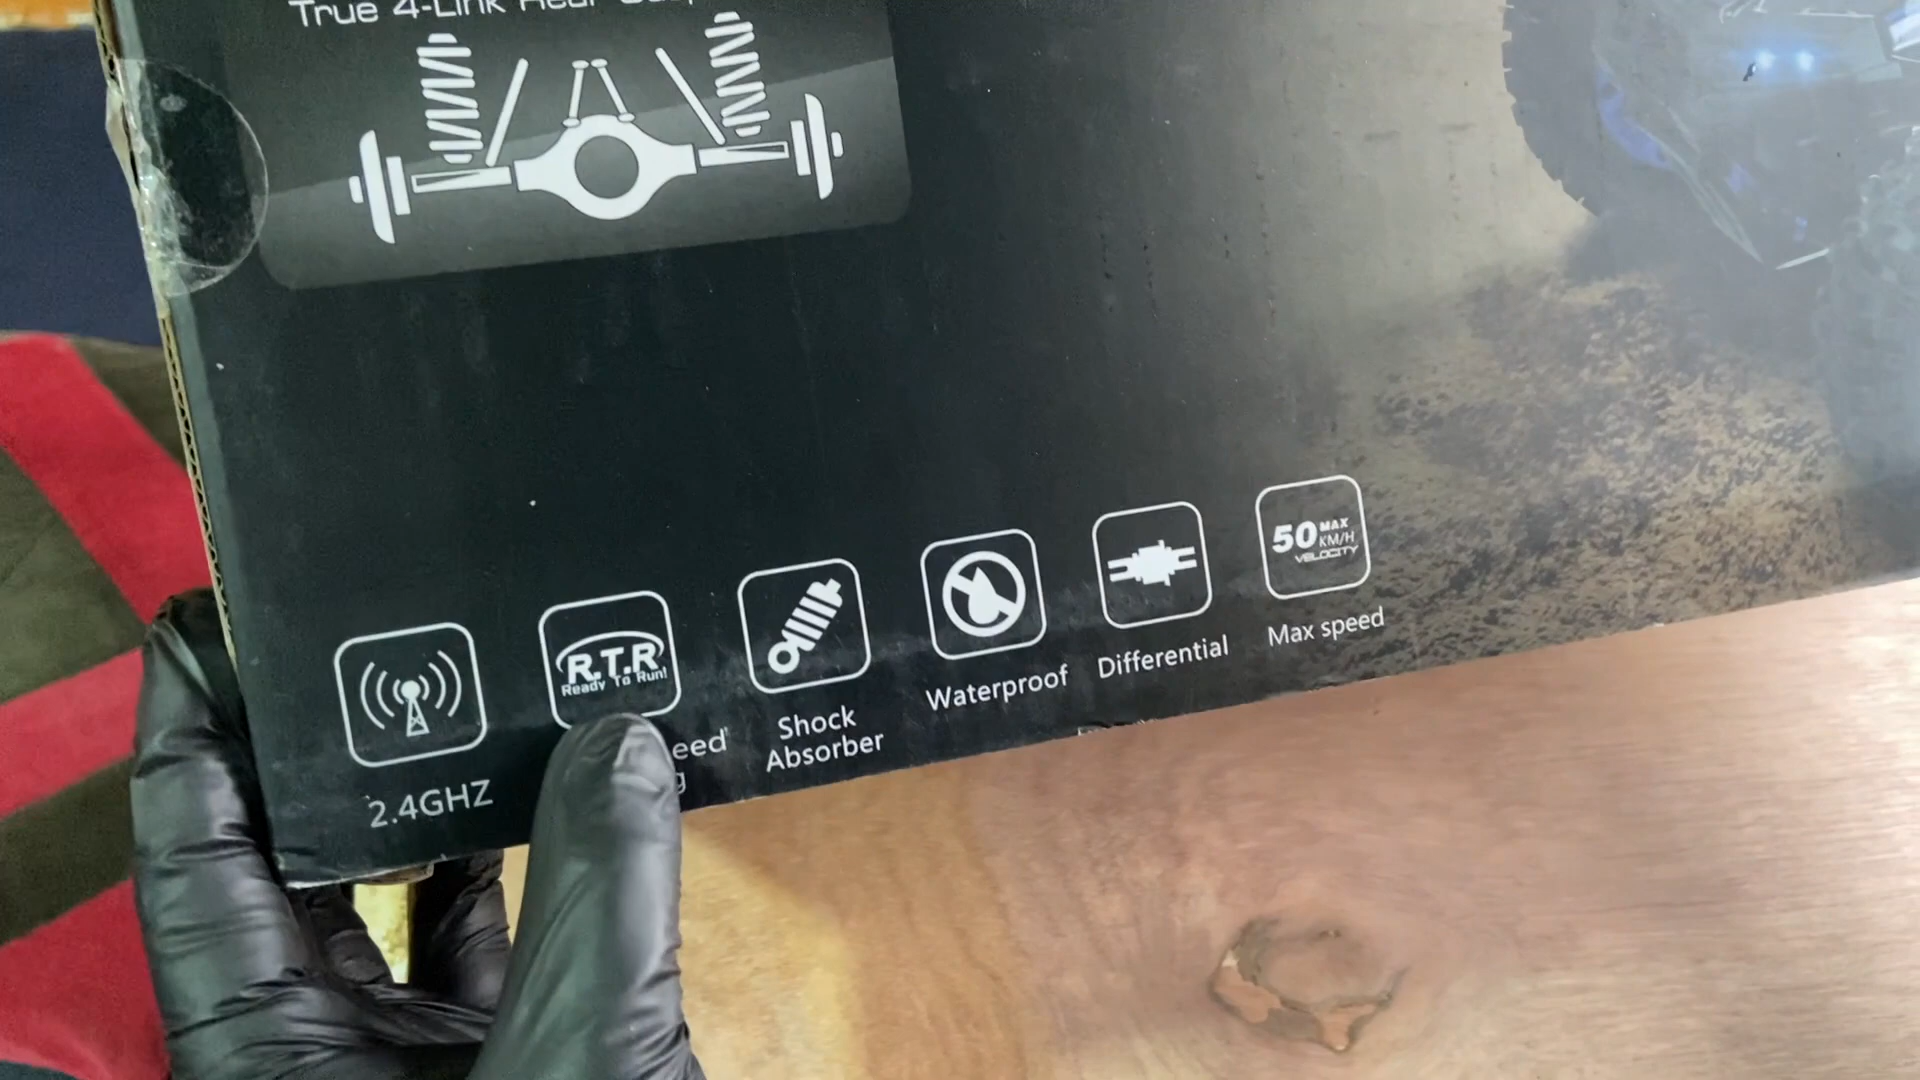 True 4-Link Rear
R.T.R
Ready To Run!
50 MAX
KM/H
VELOCITY
2.4GHZ
Shock
Absorber
Waterproof
Differential
Max speed